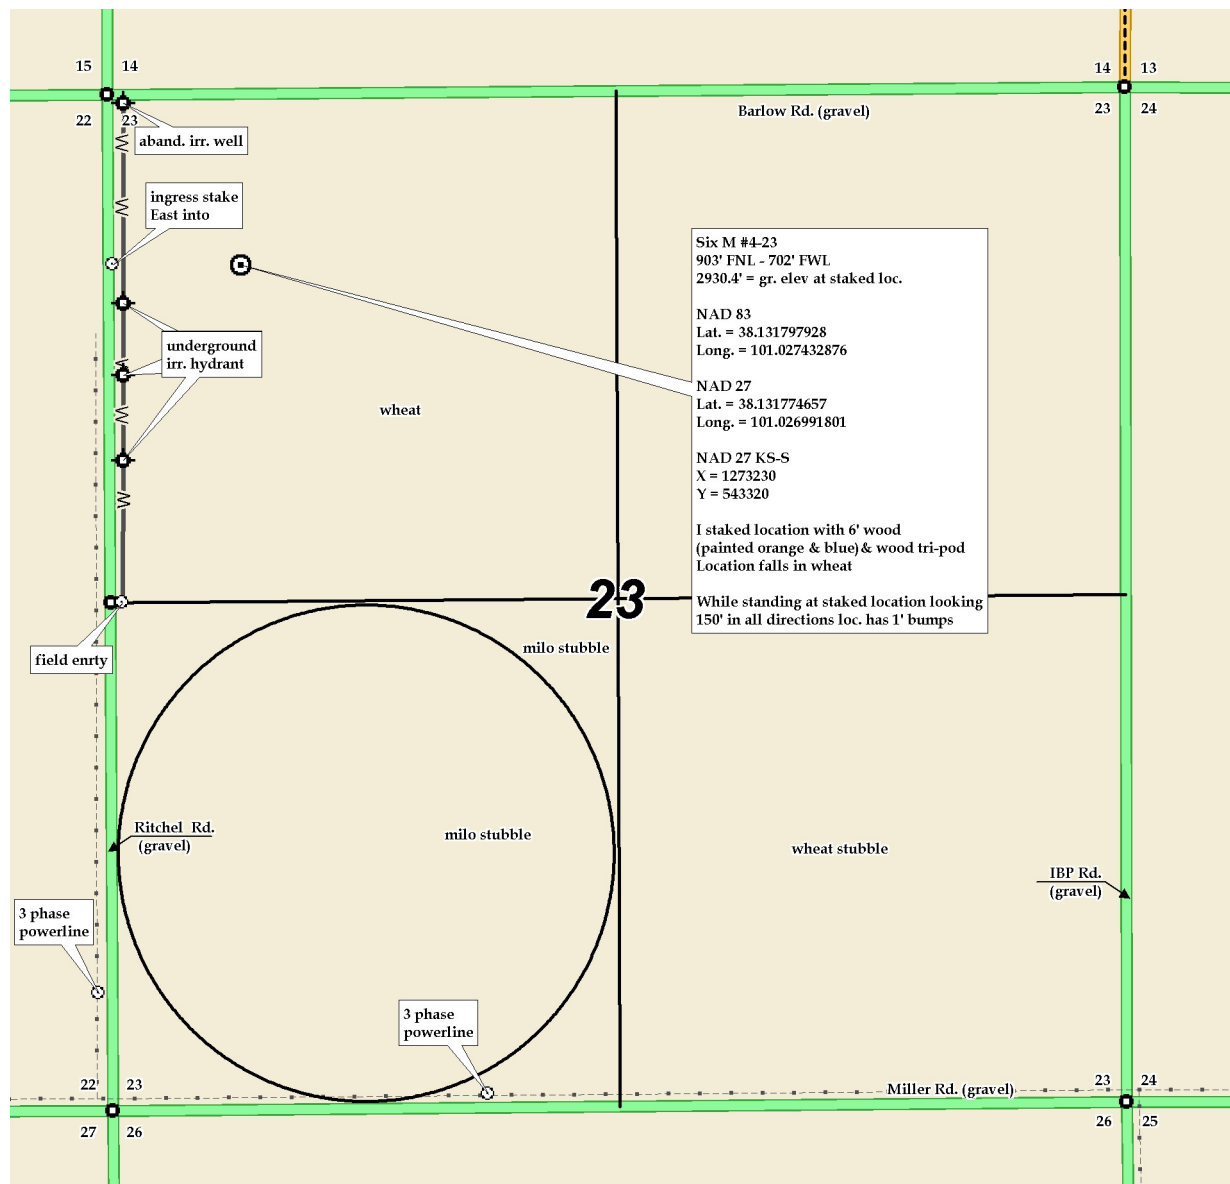 15 14
14 13
22 23
23 24
Barlow Rd. (gravel)
aband. irr. well
W
ingress stake
East into
W
Six M #4-23
903' FNL - 702' FWL
2930.4' = gr. elev at staked loc.
NAD 83
Lat. = 38.131797928
Long. = 101.027432876
NAD 27
Lat. = 38.131774657
Long. = 101.026991801
NAD 27 KS-S
X = 1273230
Y = 543320
I staked location with 6' wood
(painted orange & blue) & wood tri-pod
Location falls in wheat
While standing at staked location looking
150' in all directions loc. has 1' bumps
underground
irr. hydrant
W
wheat
W
W
23
field enrty
milo stubble
Ritchel Rd.
(gravel)
milo stubble
wheat stubble
IBP Rd.
(gravel)
3 phase
powerline
3 phase
powerline
22 23
23 24
Miller Rd. (gravel)
27 26
26 25